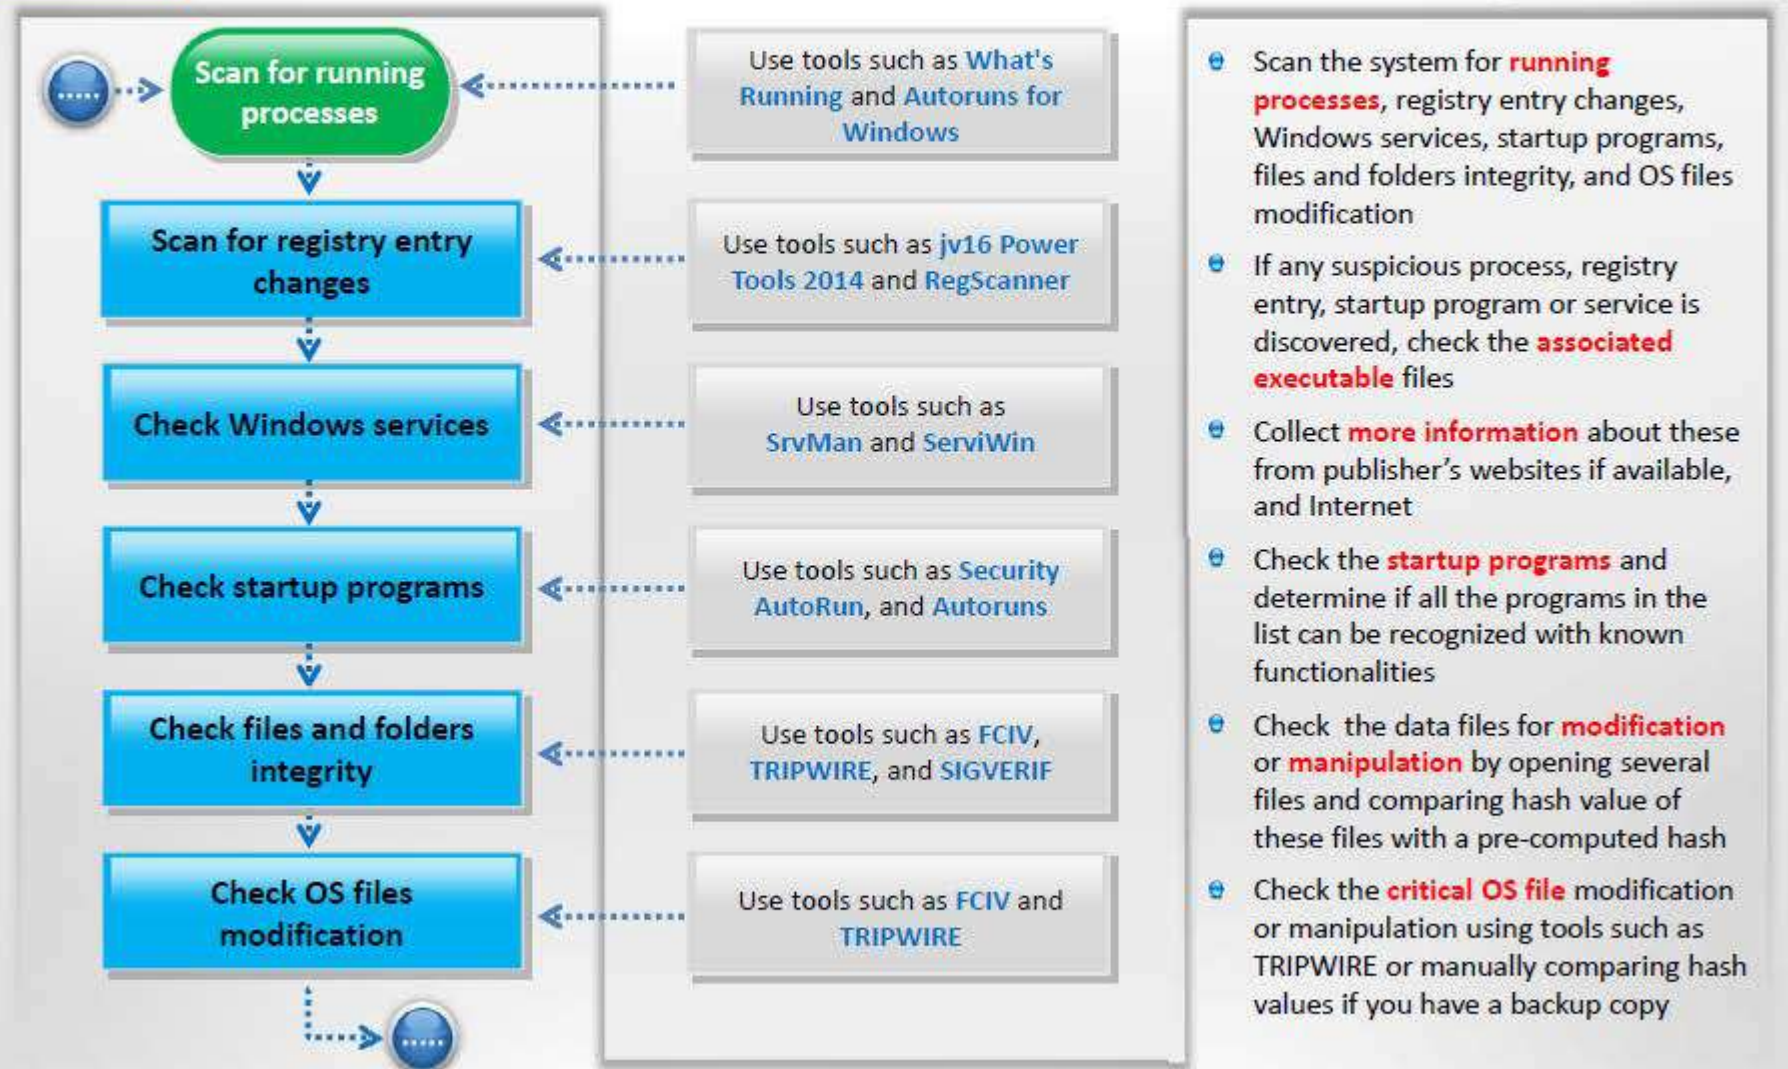 Scan for running
processes
Use tools such as What's
Running and Autoruns for
Windows
Scan for registry entry
changes
Use tools such as jv16 Power
Tools 2014 and RegScanner
Check Windows services
Use tools such as
SrvMan and ServiWin
Check startup programs
Use tools such as Security
AutoRun, and Autoruns
Check files and folders
integrity
Use tools such as FCIV,
TRIPWIRE, and SIGVERIF
Check OS files
modification
Use tools such as FCIV and
TRIPWIRE
Scan the system for running
processes, registry entry changes,
Windows services, startup programs,
files and folders integrity, and OS files
modification
If any suspicious process, registry
entry, startup program or service is
discovered, check the associated
executable files
Collect more information about these
from publisher’s websites if available,
and Internet
Check the startup programs and
determine if all the programs in the
list can be recognized with known
functionalities
Check the data files for modification
or manipulation by opening several
files and comparing hash value of
these files with a pre-computed hash
Check the critical OS file modification
or manipulation using tools such as
TRIPWIRE or manually comparing hash
values if you have a backup copy